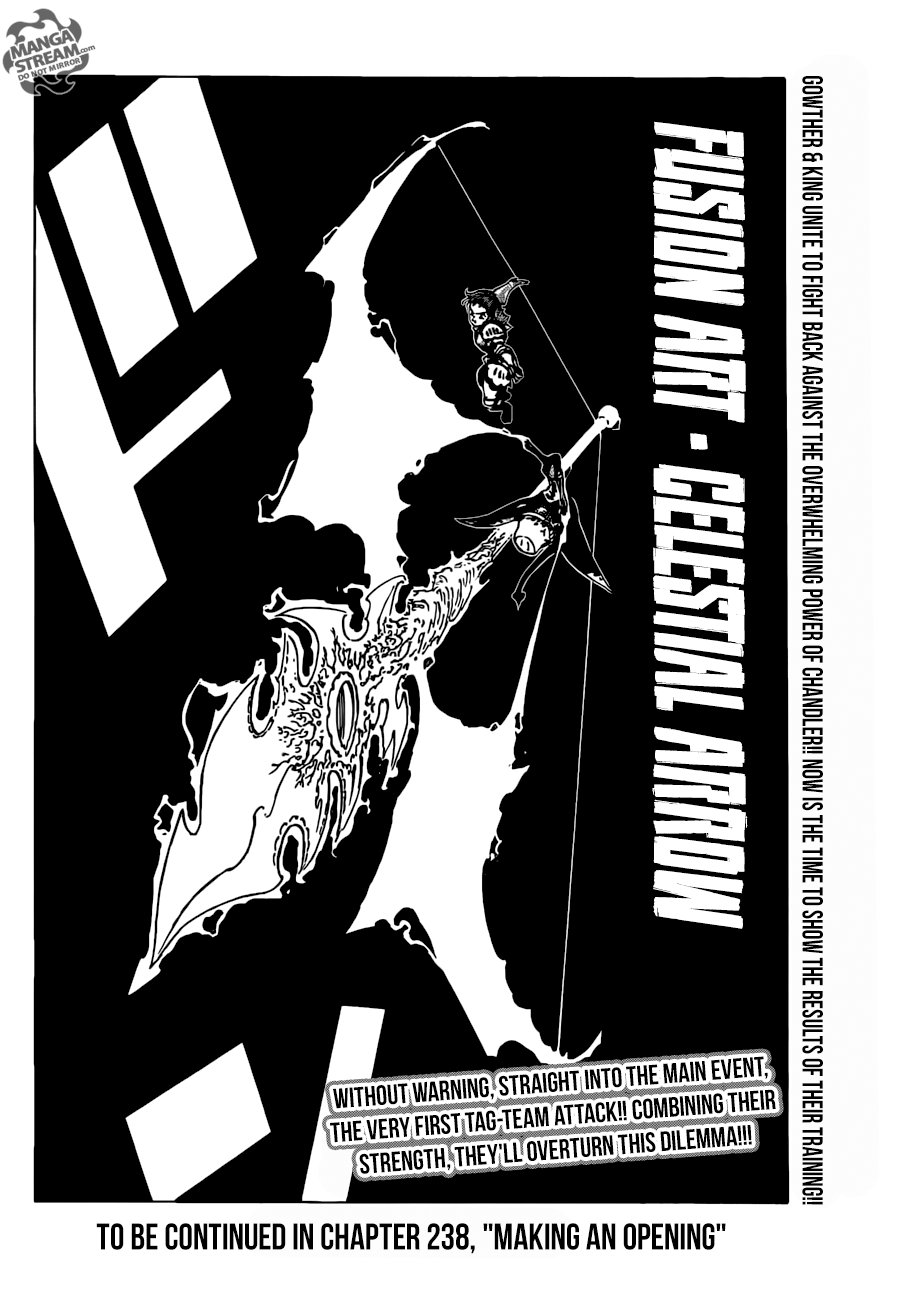 MANGA
STREAM.com
DO NOT MIRROR
GOWTHER & KING UNITE TO FIGHT BACK AGAINST THE OVERWHELMING POWER OF CHANDLER!! NOW IS THE TIME TO SHOW THE RESULTS OF THEIR TRAINING!!
FUSION ART - CELESTIAL ATRROW
WITHOUT WARNING, STRAIGHT INTO THE MAIN EVENT,
THE VERY FIRST TAG-TEAM ATTACK!! COMBINING THEIR
STRENGTH, THEY'LL OVERTURN THIS DILEMMA!!!
TO BE CONTINUED IN CHAPTER 238, "MAKING AN OPENING"